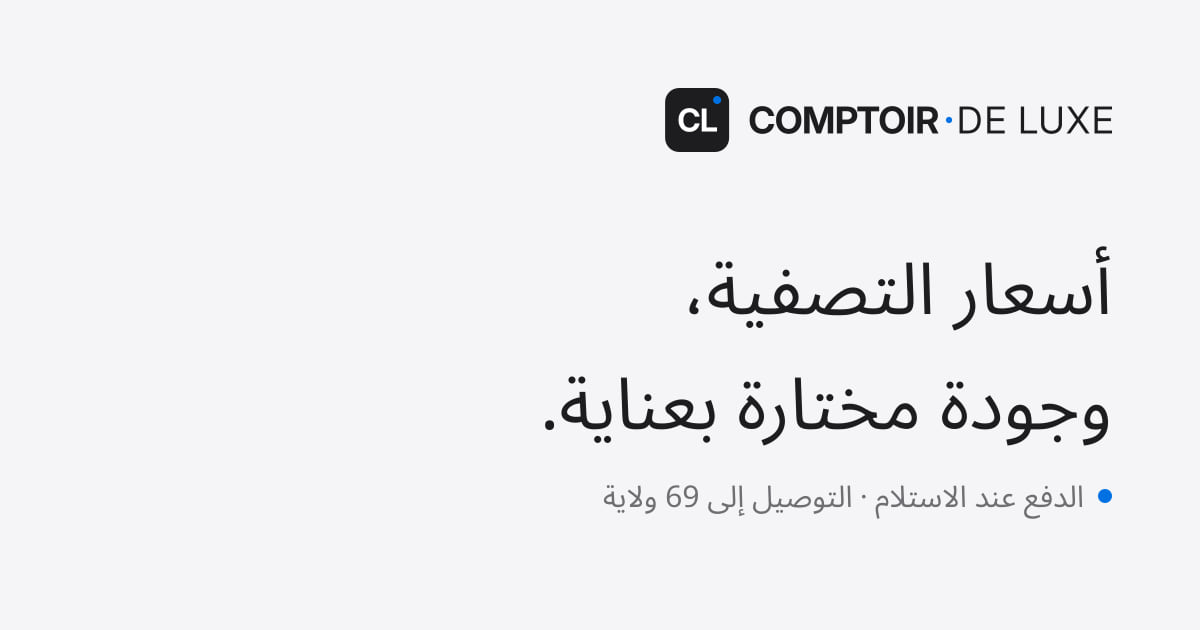 CL COMPTOIR·DE LUXE
أسعار التصفية،
وجودة مختارة بعناية.
الدفع عند الاستلام · التوصيل إلى 69 ولاية